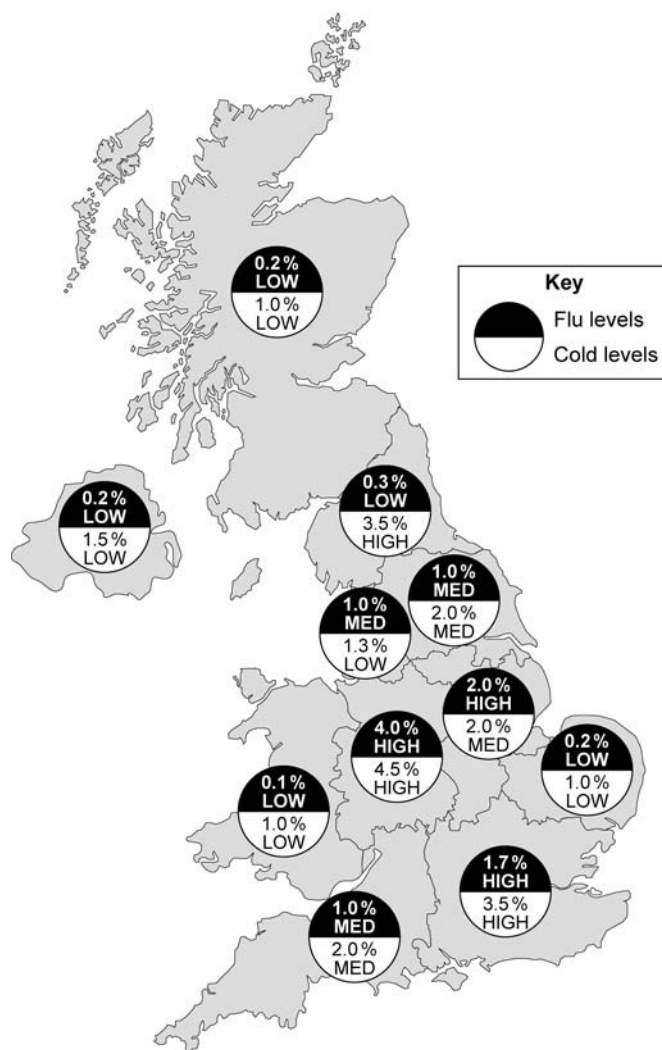 0.2%
LOW
1.0%
LOW
Key
Flu levels
Cold levels
0.2%
LOW
1.5%
LOW
0.3%
LOW
3.5%
HIGH
1.0%
MED
2.0%
MED
1.0%
MED
1.3%
LOW
2.0%
HIGH
2.0%
MED
4.0%
HIGH
4.5%
HIGH
0.2%
LOW
1.0%
LOW
0.1%
LOW
1.0%
LOW
1.7%
HIGH
3.5%
HIGH
1.0%
MED
2.0%
MED